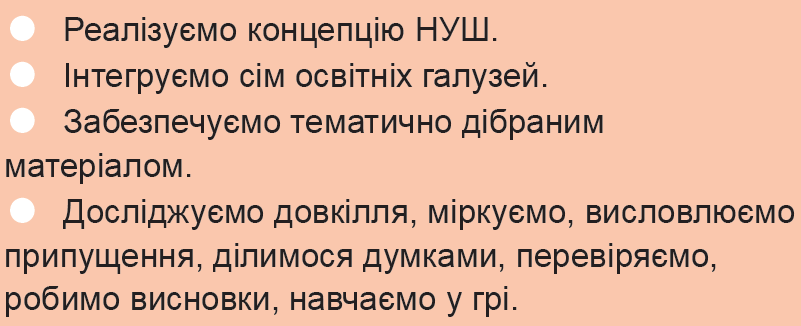 Реалізуємо концепцію НУШ.
Інтегруємо сім освітніх галузей.
Забезпечуємо тематично дібраним
матеріалом.
Досліджуємо довкілля, міркуємо, висловлюємо
припущення, ділимося думками, перевіряємо,
робимо висновки, навчаємо у грі.